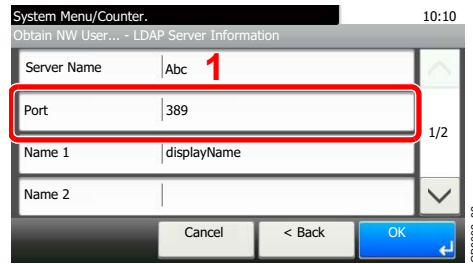 System Menu/Counter.
10:10
Obtain NW User... - LDAP Server Information
Server Name
Abc
1
Port
389
1/2
Name 1
displayName
Name 2
Cancel
< Back
OK